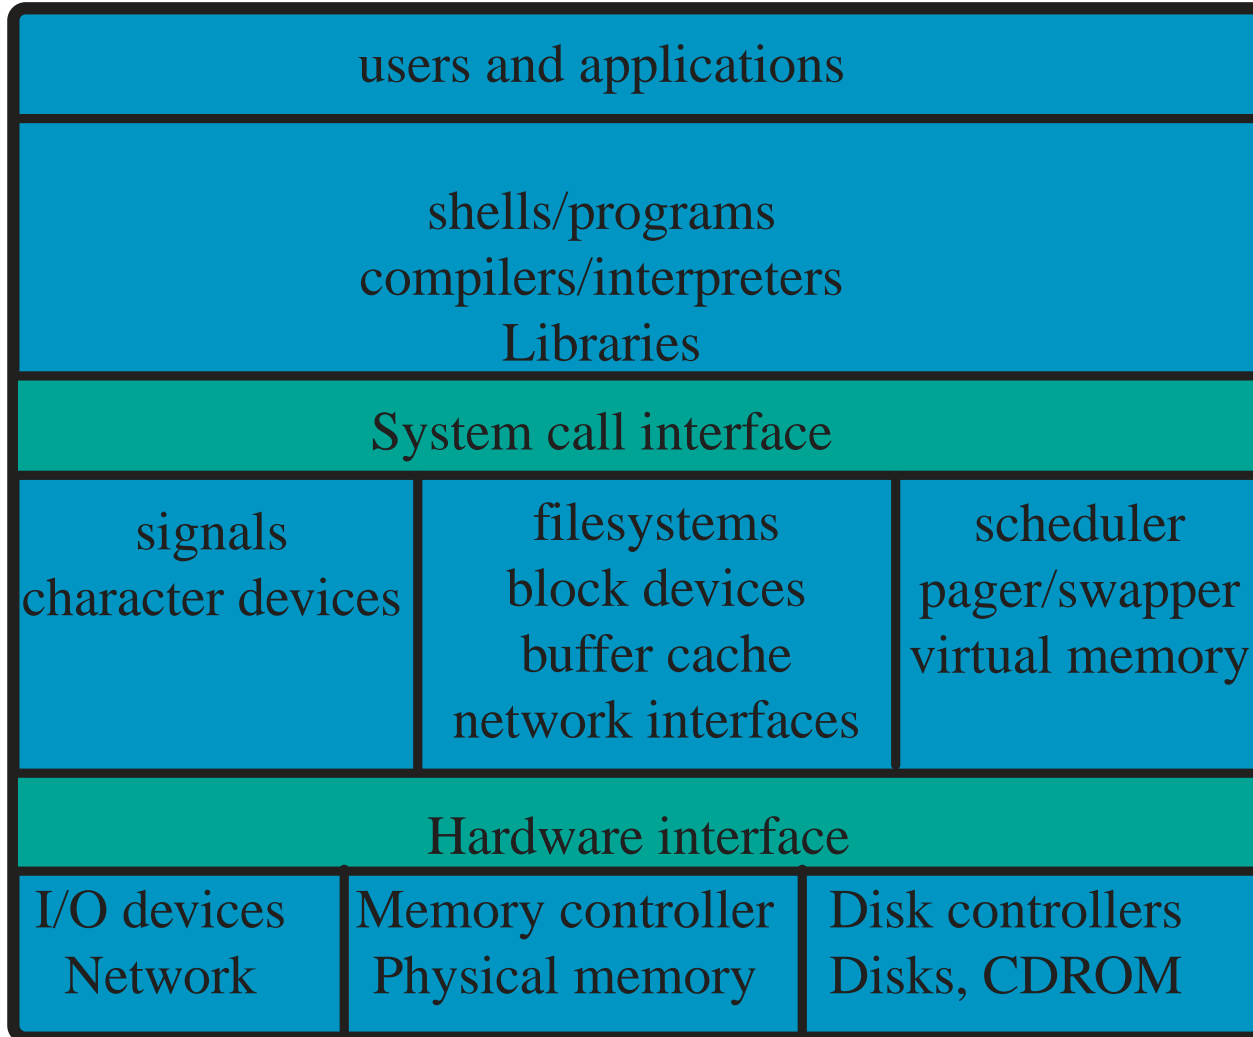 users and applications
shells/programs
compilers/interpreters
Libraries
System call interface
signals
character devices
filesystems
block devices
buffer cache
network interfaces
scheduler
pager/swapper
virtual memory
Hardware interface
I/O devices
Network
Memory controller
Physical memory
Disk controllers
Disks, CDROM